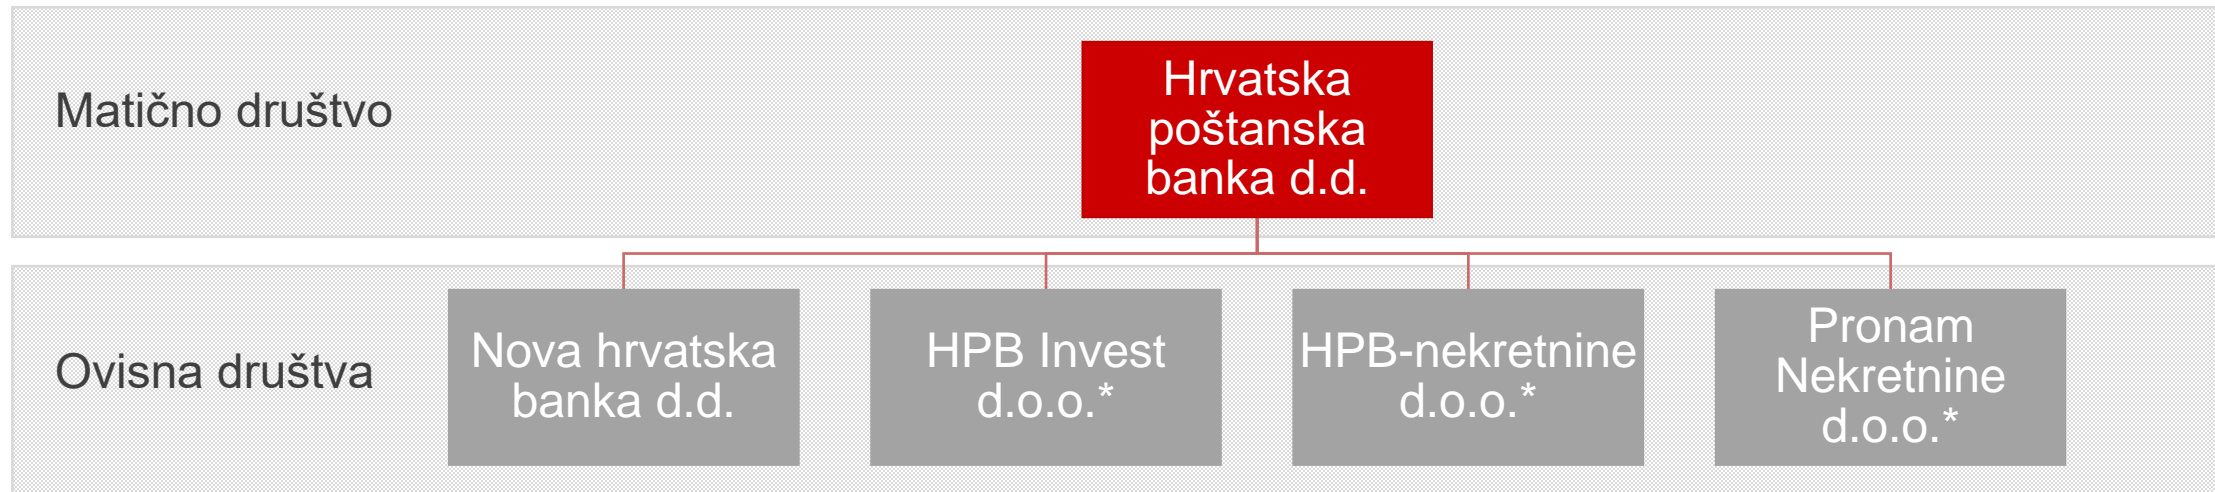 Matično društvo
Hrvatska
poštanska
banka d.d.
Ovisna društva
Nova hrvatska
banka d.d.
HPB Invest
d.o.o.*
HPB-nekretnine
d.o.o.*
Pronam
Nekretnine
d.o.o.*